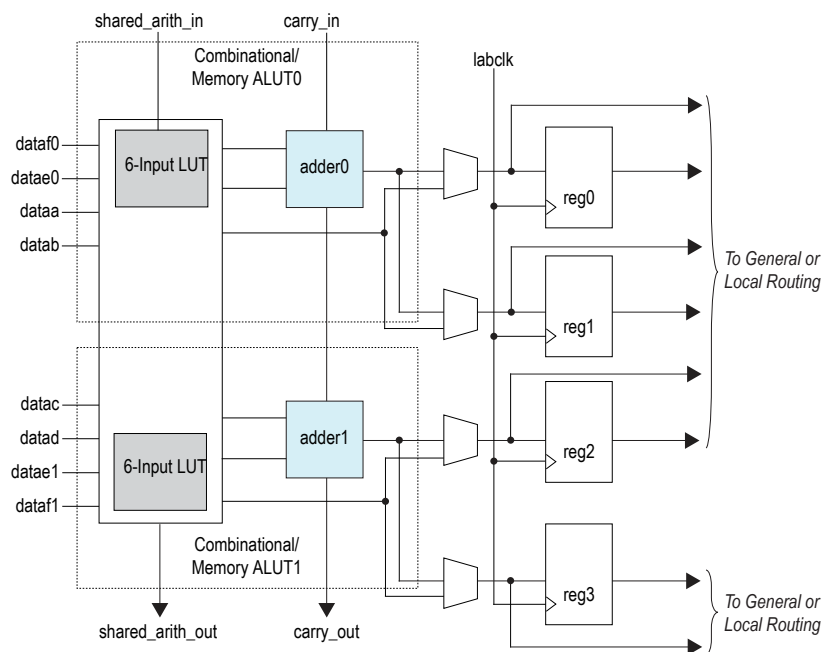 shared_arith_in
carry_in
Combinational/
Memory ALUT0
labclk
dataf0
datae0
dataa
datab
6-Input LUT
adder0
reg0
reg1
To General or
Local Routing
datac
datad
datae1
dataf1
6-Input LUT
adder1
reg2
Combinational/
Memory ALUT1
reg3
To General or
Local Routing
shared_arith_out
carry_out